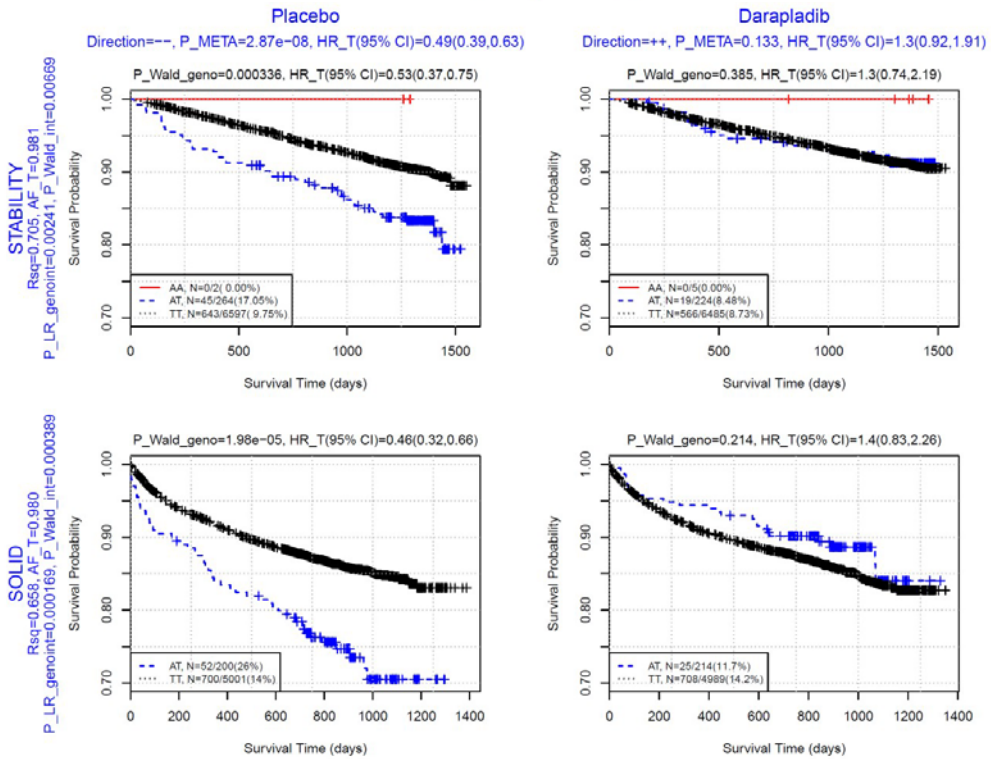 Placebo
Direction=−−, P_META=2.87e−08, HR_T(95% CI)=0.49(0.39,0.63)
Darapladib
Direction=++, P_META=0.133, HR_T(95% CI)=1.3(0.92,1.91)
STABILITY
Rsq=0.705, AF_T=0.981
P_LR_genoint=0.00241, P_Wald_int=0.00669
P_Wald_geno=0.000336, HR_T(95% CI)=0.53(0.37,0.75)
Survival Probability
1.00
0.90
0.80
0.70
AA, N=0/2( 0.00%)
AT, N=45/264(17.05%)
TT, N=643/6597( 9.75%)
0 500 1000 1500
Survival Time (days)
P_Wald_geno=0.385, HR_T(95% CI)=1.3(0.74,2.19)
Survival Probability
1.00
0.90
0.80
0.70
AA, N=0/5(0.00%)
AT, N=19/224(8.48%)
TT, N=566/6485(8.73%)
0 500 1000 1500
Survival Time (days)
SOLID
Rsq=0.658, AF_T=0.980
P_LR_genoint=0.000169, P_Wald_int=0.000389
P_Wald_geno=1.98e−05, HR_T(95% CI)=0.46(0.32,0.66)
Survival Probability
1.00
0.90
0.80
0.70
AT, N=52/200(26%)
TT, N=700/5001(14%)
0 200 400 600 800 1000 1200 1400
Survival Time (days)
P_Wald_geno=0.214, HR_T(95% CI)=1.4(0.83,2.26)
Survival Probability
1.00
0.90
0.80
0.70
AT, N=25/214(11.7%)
TT, N=708/4989(14.2%)
0 200 400 600 800 1000 1200 1400
Survival Time (days)